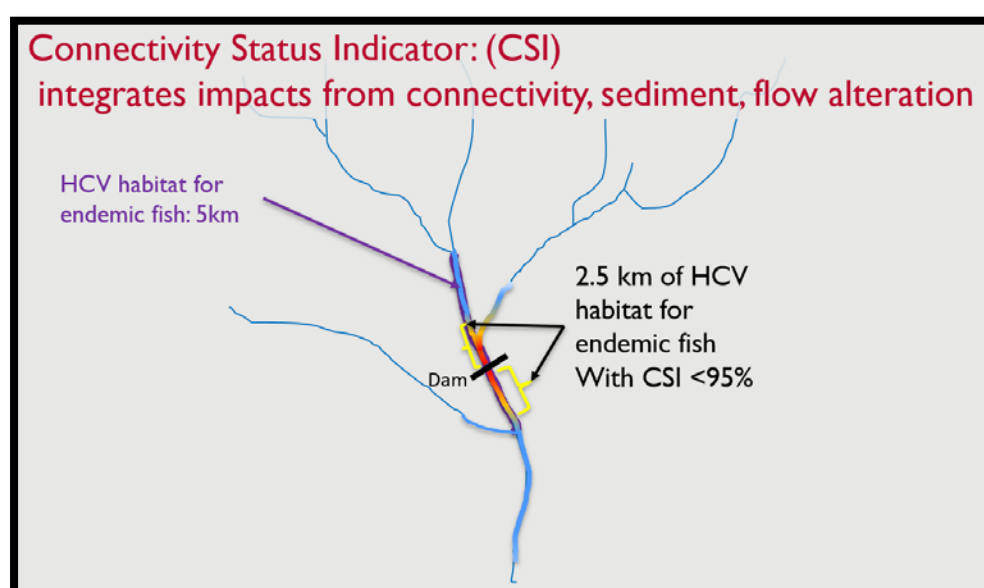 Connectivity Status Indicator: (CSI)
integrates impacts from connectivity, sediment, flow alteration
HCV habitat for
endemic fish: 5km
2.5 km of HCV
habitat for
endemic fish
With CSI <95%
Dam